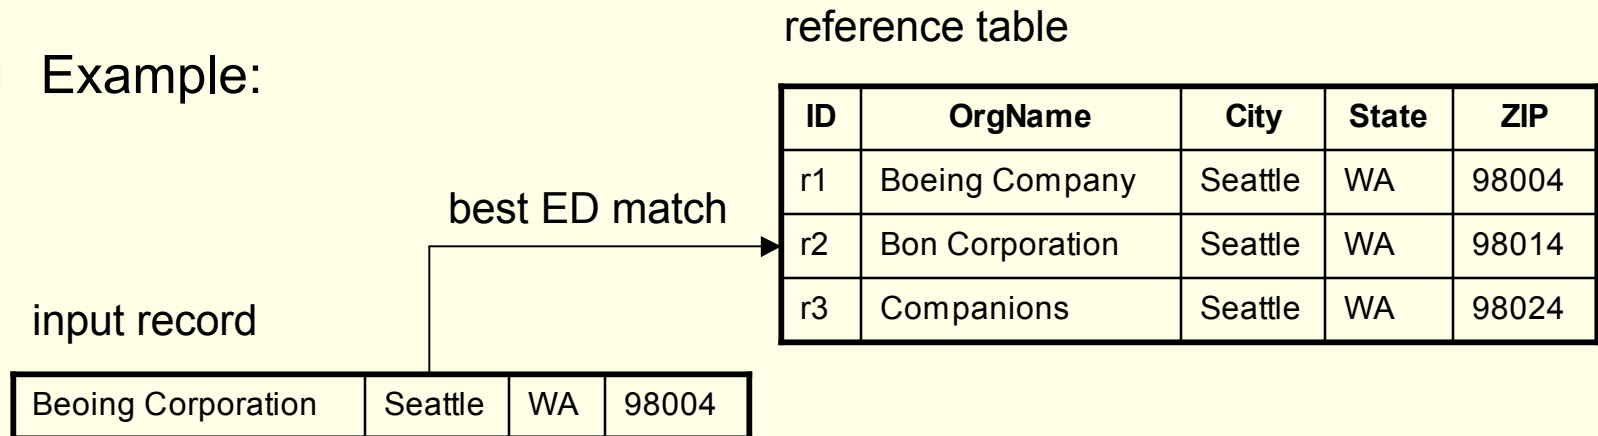 reference table
Example:
ID OrgName City State ZIP
r1 Boeing Company Seattle WA 98004
best ED match
r2 Bon Corporation Seattle WA 98014
r3 Companions Seattle WA 98024
input record
Beoing Corporation Seattle WA 98004